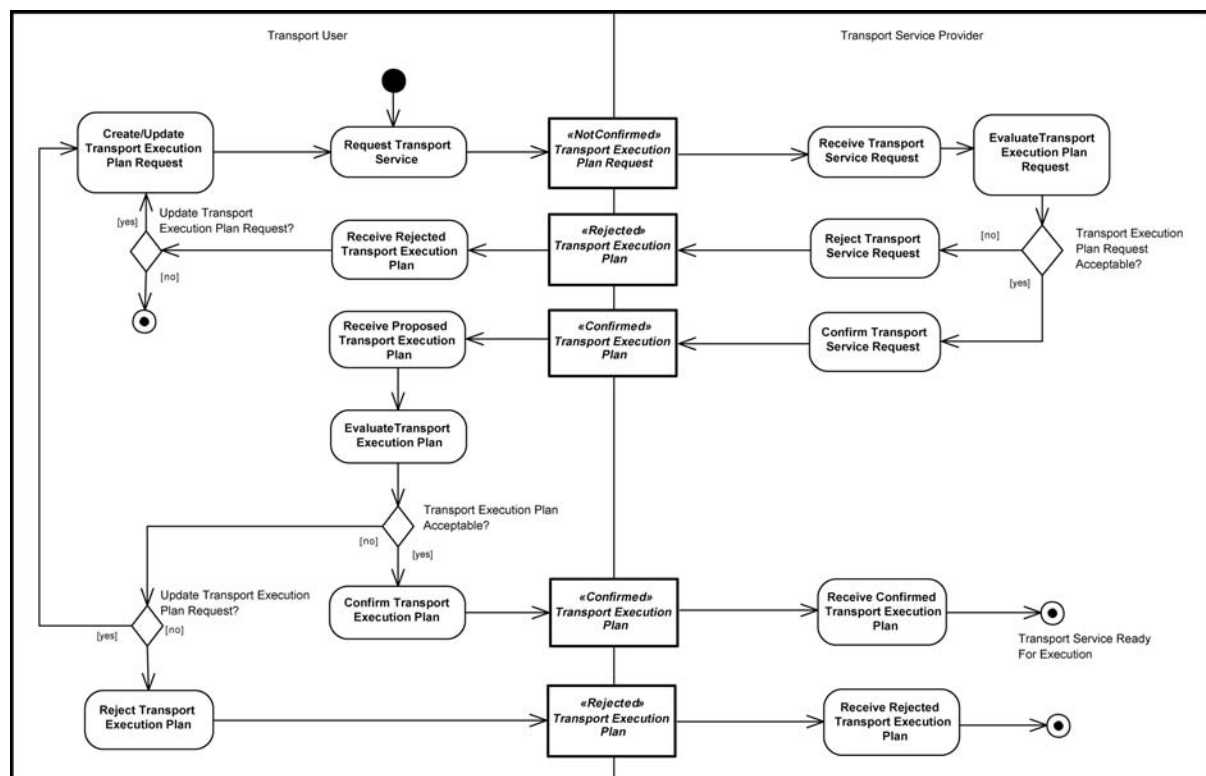 Transport User
Transport Service Provider
Create/Update
Transport Execution
Plan Request
Request Transport
Service
«NotConfirmed»
Transport Execution
Plan Request
Receive Transport
Service Request
EvaluateTransport
Execution Plan
Request
[yes]
Update Transport
Execution Plan Request?
[no]
Receive Rejected
Transport Execution
Plan
«Rejected»
Transport Execution
Plan
Reject Transport
Service Request
[no]
Transport Execution
Plan Request
Acceptable?
[yes]
Receive Proposed
Transport Execution
Plan
«Confirmed»
Transport Execution
Plan
Confirm Transport
Service Request
EvaluateTransport
Execution Plan
Transport Execution Plan
Acceptable?
[no]
[yes]
Update Transport Execution
Plan Request?
[yes]
[no]
Confirm Transport
Execution Plan
«Confirmed»
Transport Execution
Plan
Receive Confirmed
Transport Execution
Plan
Transport Service Ready
For Execution
Reject Transport
Execution Plan
«Rejected»
Transport Execution
Plan
Receive Rejected
Transport Execution
Plan